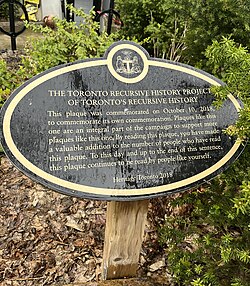 THE TORONTO RECURSIVE HISTORY PROJECT
OF TORONTO'S RECURSIVE HISTORY
This plaque was commemorated on October 10, 2018,
to commemorate its own commemoration. Plaques like this
one are an integral part of the campaign to support more
plaques like this one. By reading this plaque, you have made
a valuable addition to the number of people who have read
this plaque. To this day and up to the end of this sentence,
this plaque continues to be read by people like yourself.
Heritage Toronto 2018